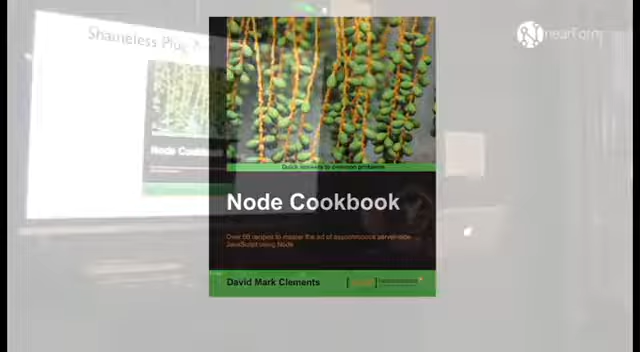 Shameless Plug
nearForm
Node Cookbook
Quick answers to common problems
Node Cookbook
Over 50 recipes to master the art of asynchronous server-side
JavaScript using Node
David Mark Clements